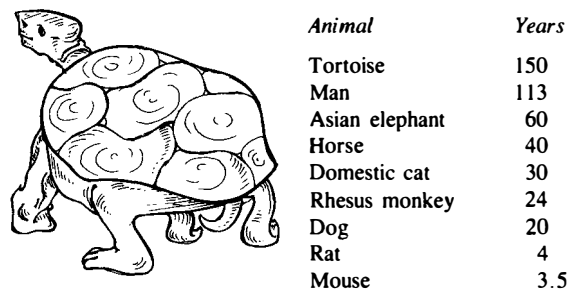 Animal Years
Tortoise 150
Man 113
Asian elephant 60
Horse 40
Domestic cat 30
Rhesus monkey 24
Dog 20
Rat 4
Mouse 3.5